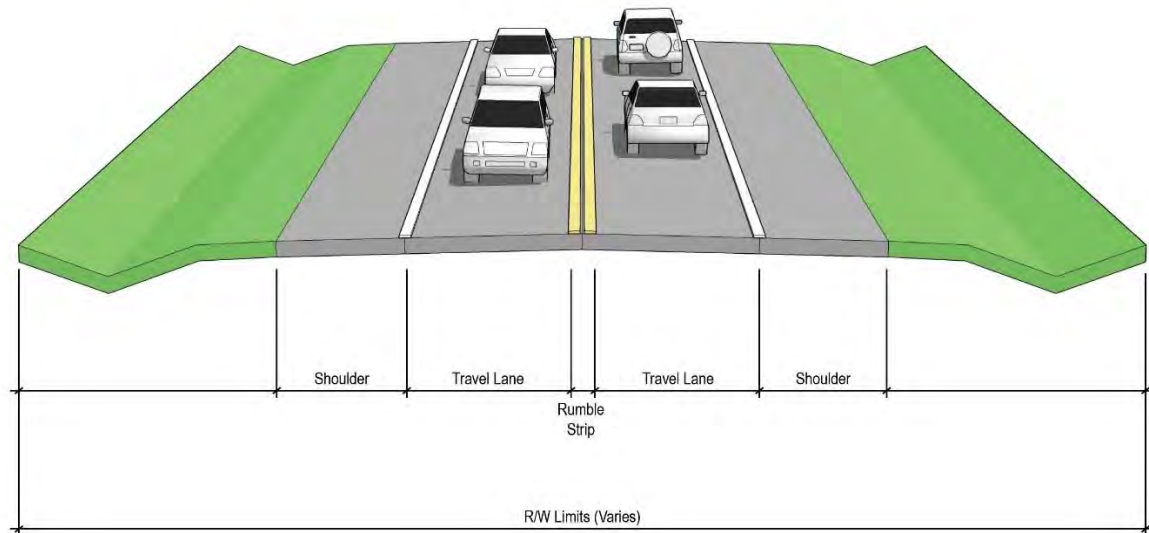 Shoulder
Travel Lane
Travel Lane
Shoulder
Rumble
Strip
R/W Limits (Varies)